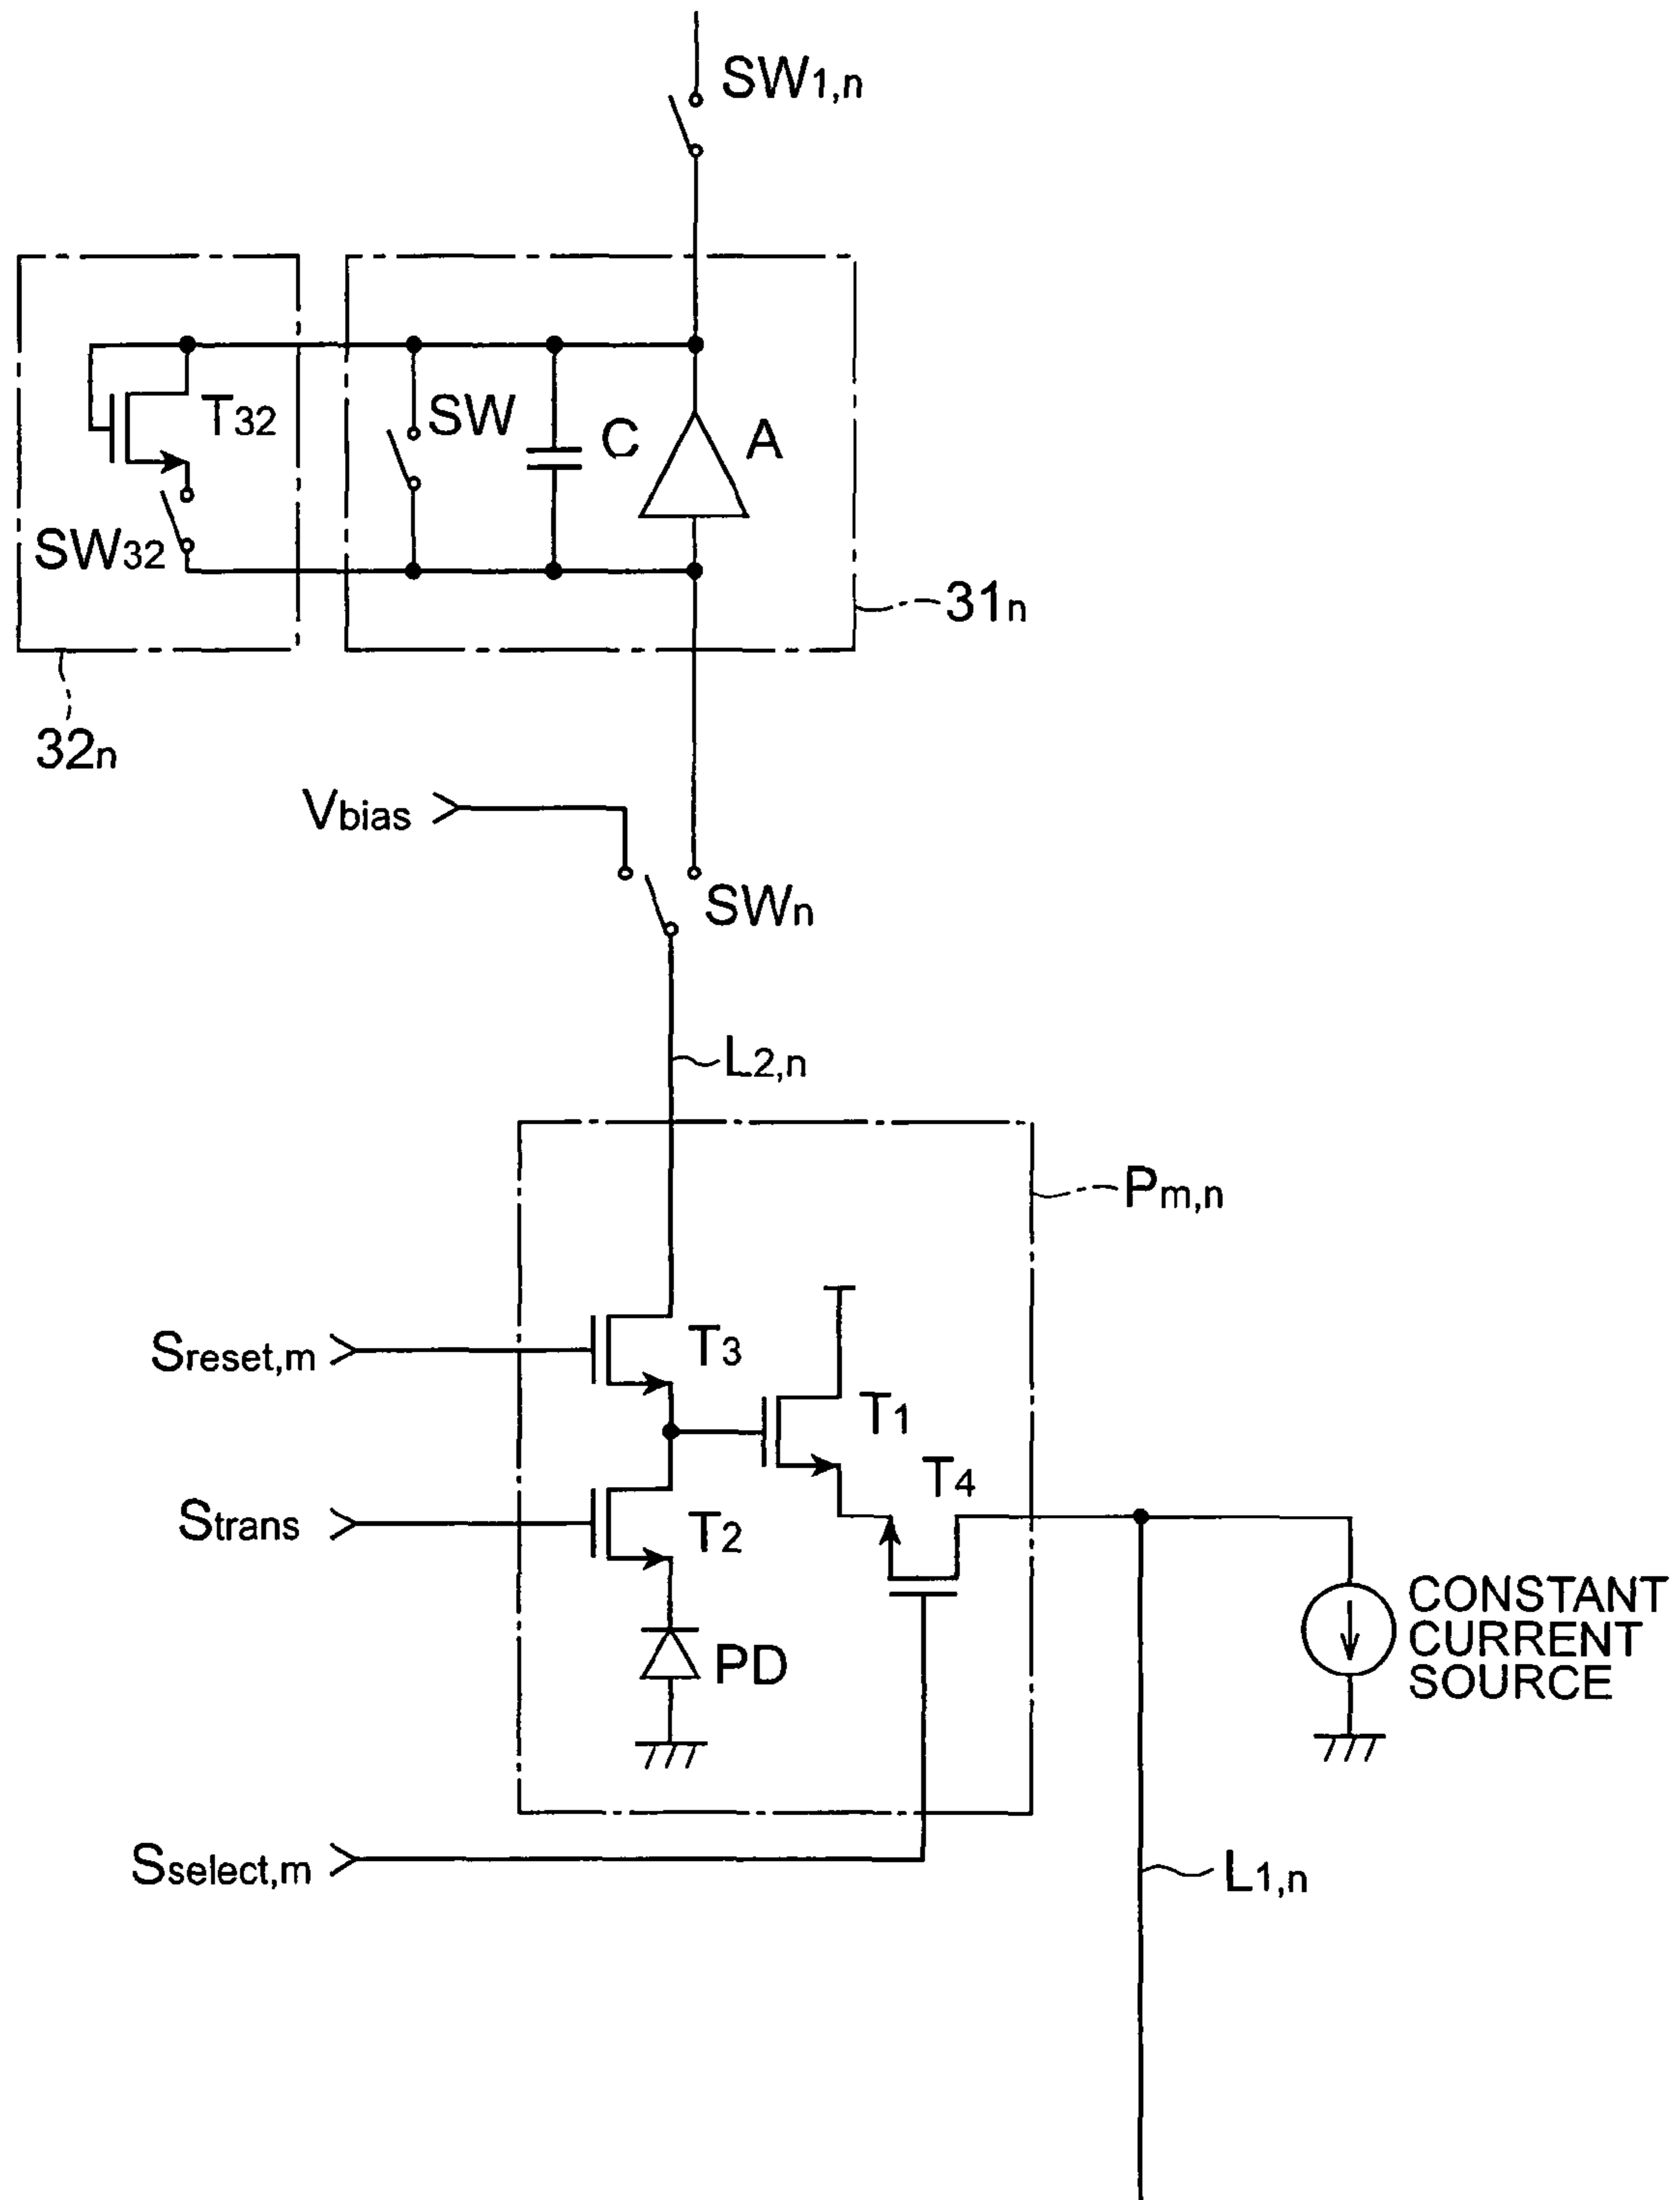 SW1,n
T32
SW
C
A
SW32
31n
32n
Vbias
SWn
L2,n
Pm,n
Sreset,m
T3
T1
T4
Strans
T2
PD
CONSTANT
CURRENT
SOURCE
Sselect,m
L1,n